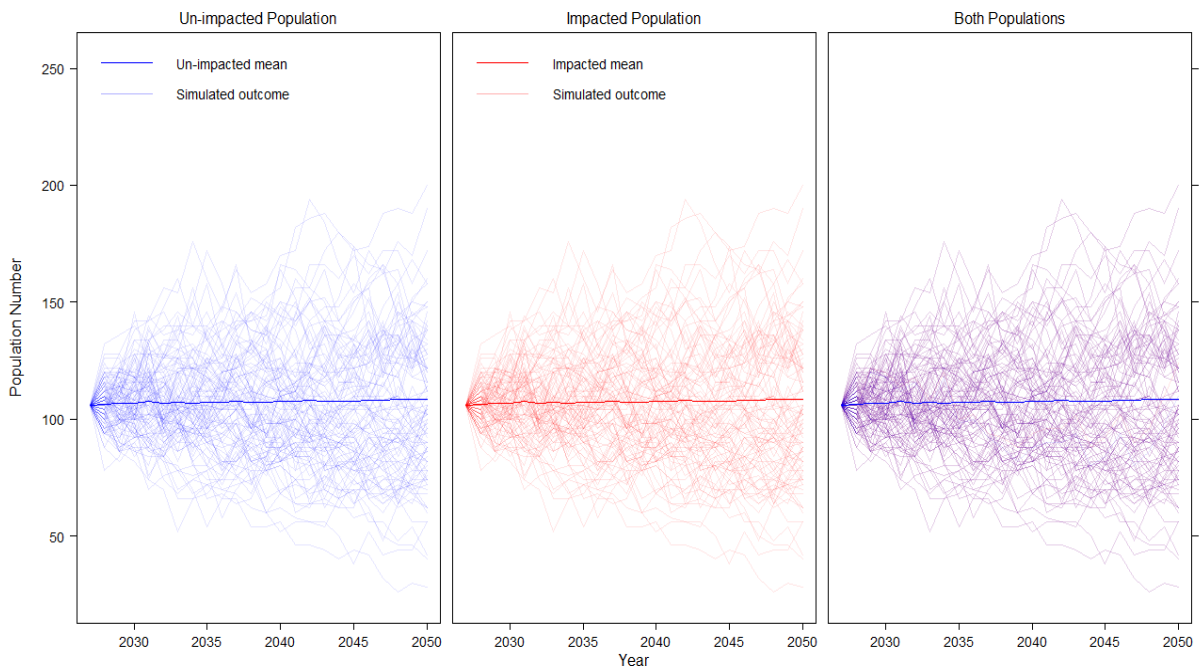 Un-impacted Population
Impacted Population
Both Populations
Un-impacted mean
Simulated outcome
Impacted mean
Simulated outcome
Population Number
250
200
150
100
50
2030
2035
2040
2045
2050
2030
2035
2040
2045
2050
2030
2035
2040
2045
2050
Year